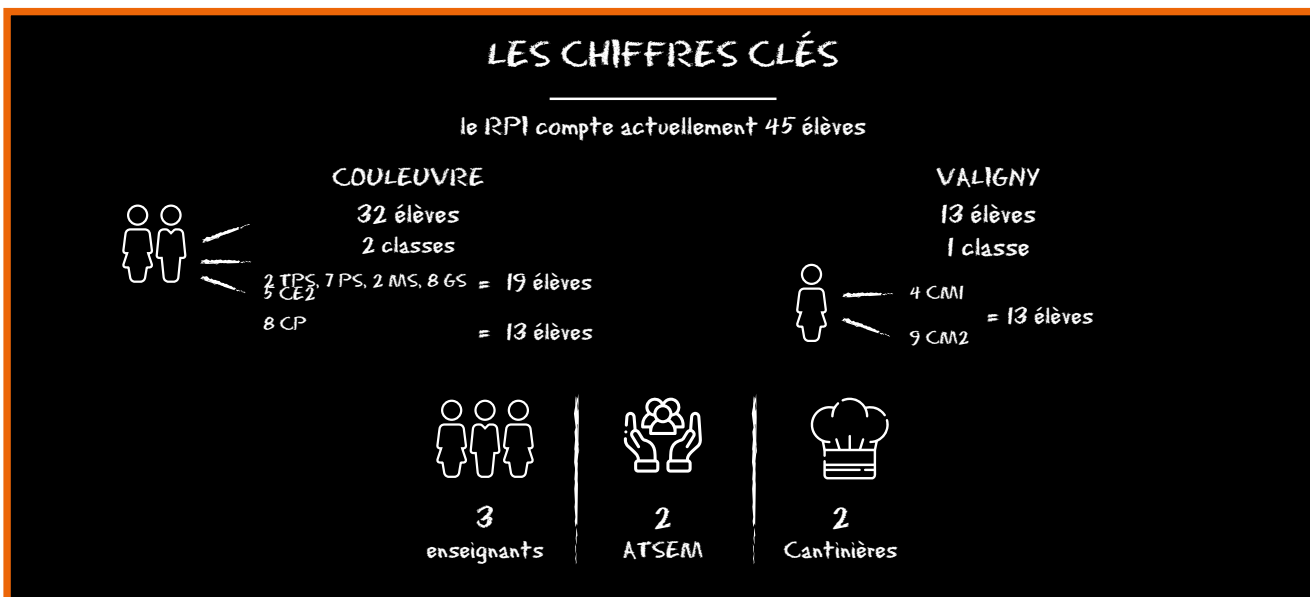 LES CHIFFRES CLÉS
le RPI compte actuellement 45 élèves
COULEUVRE
32 élèves
2 classes
2 TPS, 7 PS, 2 MS, 8 GS = 19 élèves
5 CE2
8 CP
= 13 élèves
VALIGNY
13 élèves
1 classe
4 CM1
= 13 élèves
9 CM2
3
enseignants
2
ATSEM
2
Cantinières